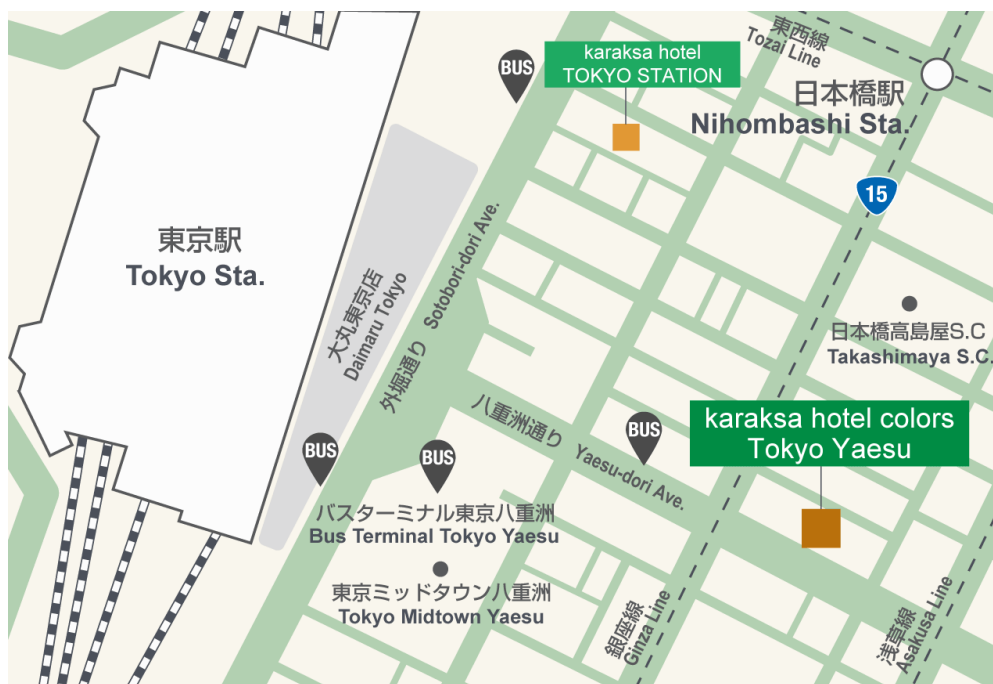 東西線
Tozai Line
BUS
karaksa hotel
TOKYO STATION
日本橋駅
Nihombashi Sta.
15
東京駅
Tokyo Sta.
大丸東京店
Daimaru Tokyo
外堀通り Sotobori-dori Ave.
日本橋高島屋S.C
Takashimaya S.C.
八重洲通り Yaesu-dori Ave.
BUS
karaksa hotel colors
Tokyo Yaesu
BUS
BUS
バスターミナル東京八重洲
Bus Terminal Tokyo Yaesu
東京ミッドタウン八重洲
Tokyo Midtown Yaesu
銀座線
Ginza Line
浅草線
Asakusa Line